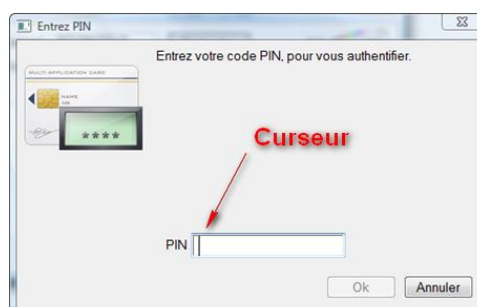 Entrez PIN
Entrez votre code PIN, pour vous authentifier.
MULTI APPLICATION CARD
NAME
****
Curseur
PIN
Ok
Annuler